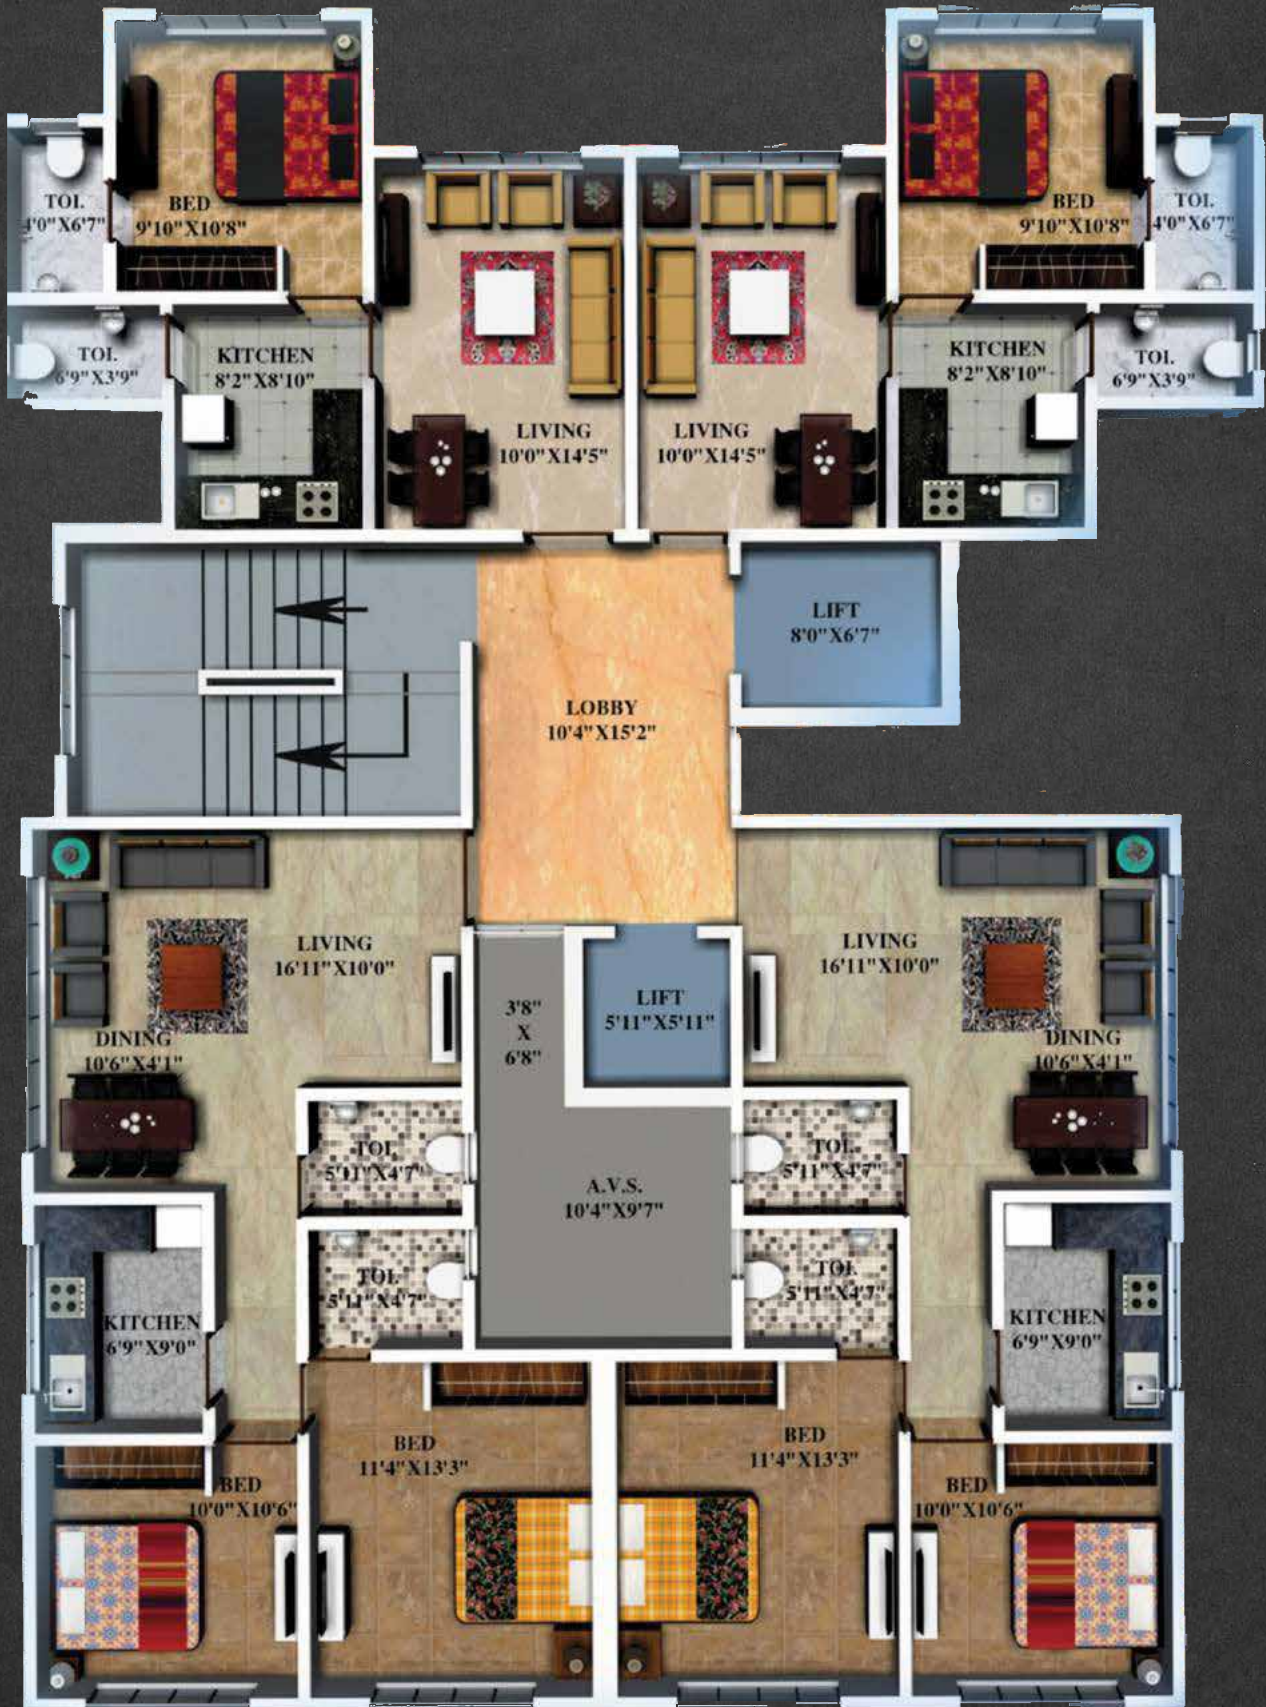 TOI.
4'0"X6'7"
BED
9'10"X10'8"
BED
9'10"X10'8"
TOI.
4'0"X6'7"
TOI.
6'9"X3'9"
KITCHEN
8'2"X8'10"
LIVING
10'0"X14'5"
LIVING
10'0"X14'5"
KITCHEN
8'2"X8'10"
TOI.
6'9"X3'9"
LIFT
8'0"X6'7"
LOBBY
10'4"X15'2"
LIVING
16'11"X10'0"
LIVING
16'11"X10'0"
DINING
10'6"X4'1"
3'8"
X
6'8"
LIFT
5'11"X5'11"
DINING
10'6"X4'1"
TOI.
5'11"X4'7"
TOI.
5'11"X4'7"
A.V.S.
10'4"X9'7"
TOI.
5'11"X4'7"
TOI.
5'11"X4'7"
KITCHEN
6'9"X9'0"
KITCHEN
6'9"X9'0"
BED
11'4"X13'3"
BED
11'4"X13'3"
BED
10'0"X10'6"
BED
10'0"X10'6"